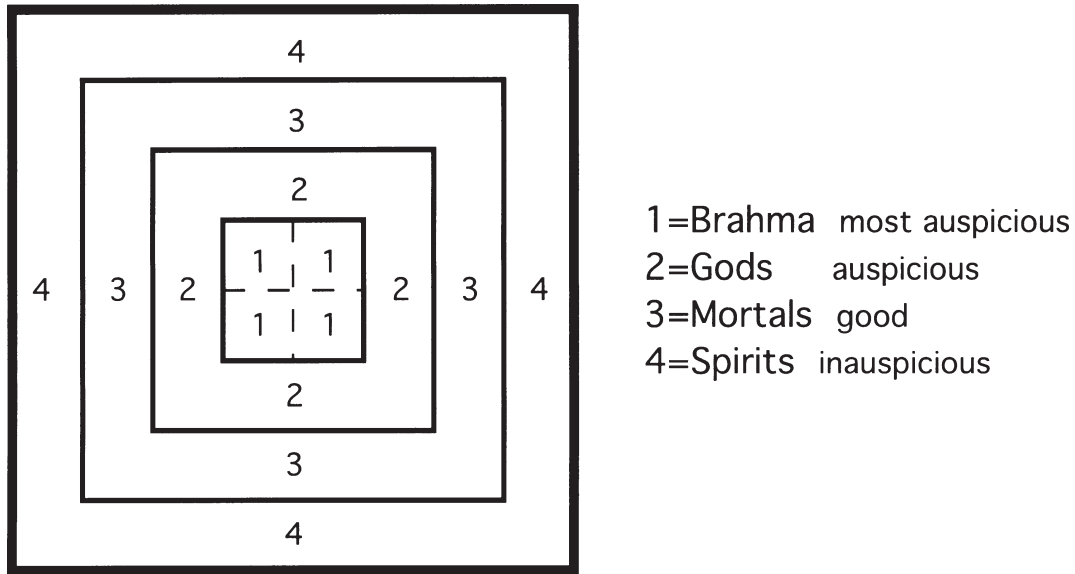 4
3
2
1 1
4 3 2 2 3 4
1 1
2
3
4
1=Brahma most auspicious
2=Gods auspicious
3=Mortals good
4=Spirits inauspicious